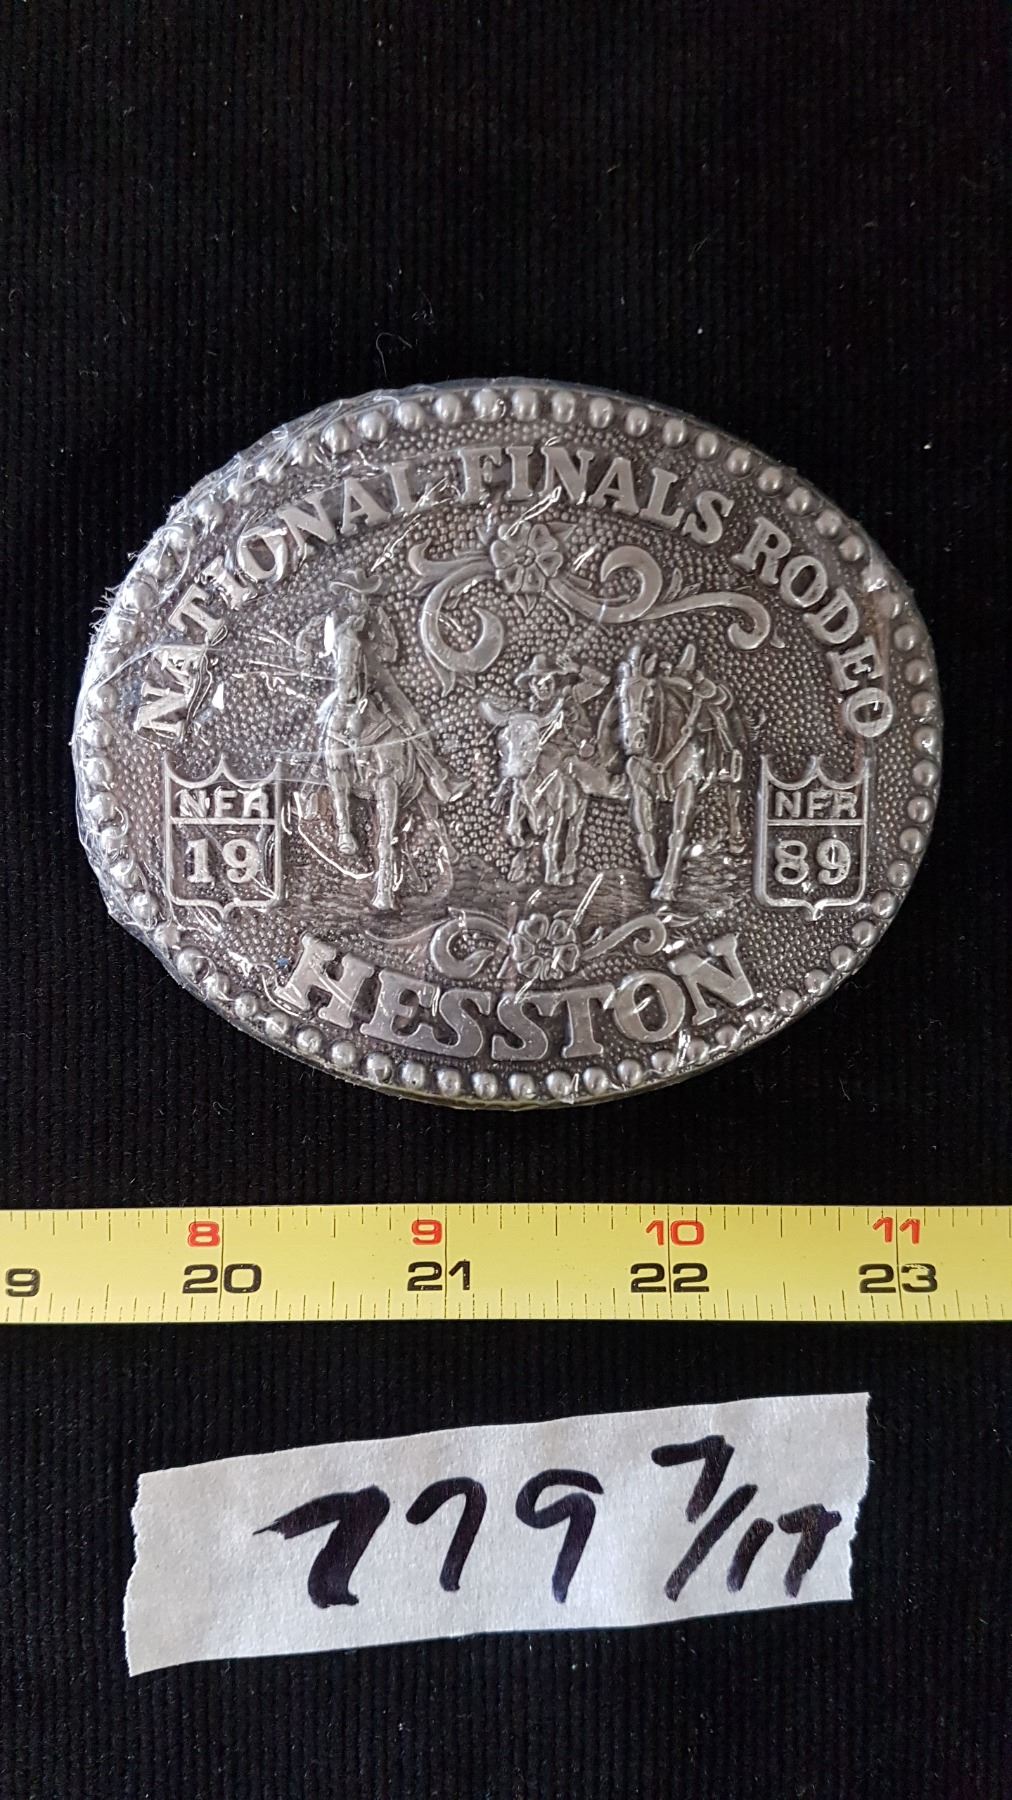 NATIONAL FINALS RODEO
NFR NFR
19 89
HESSTON
8 9 10 11
9 20 21 22 23
779 7/17